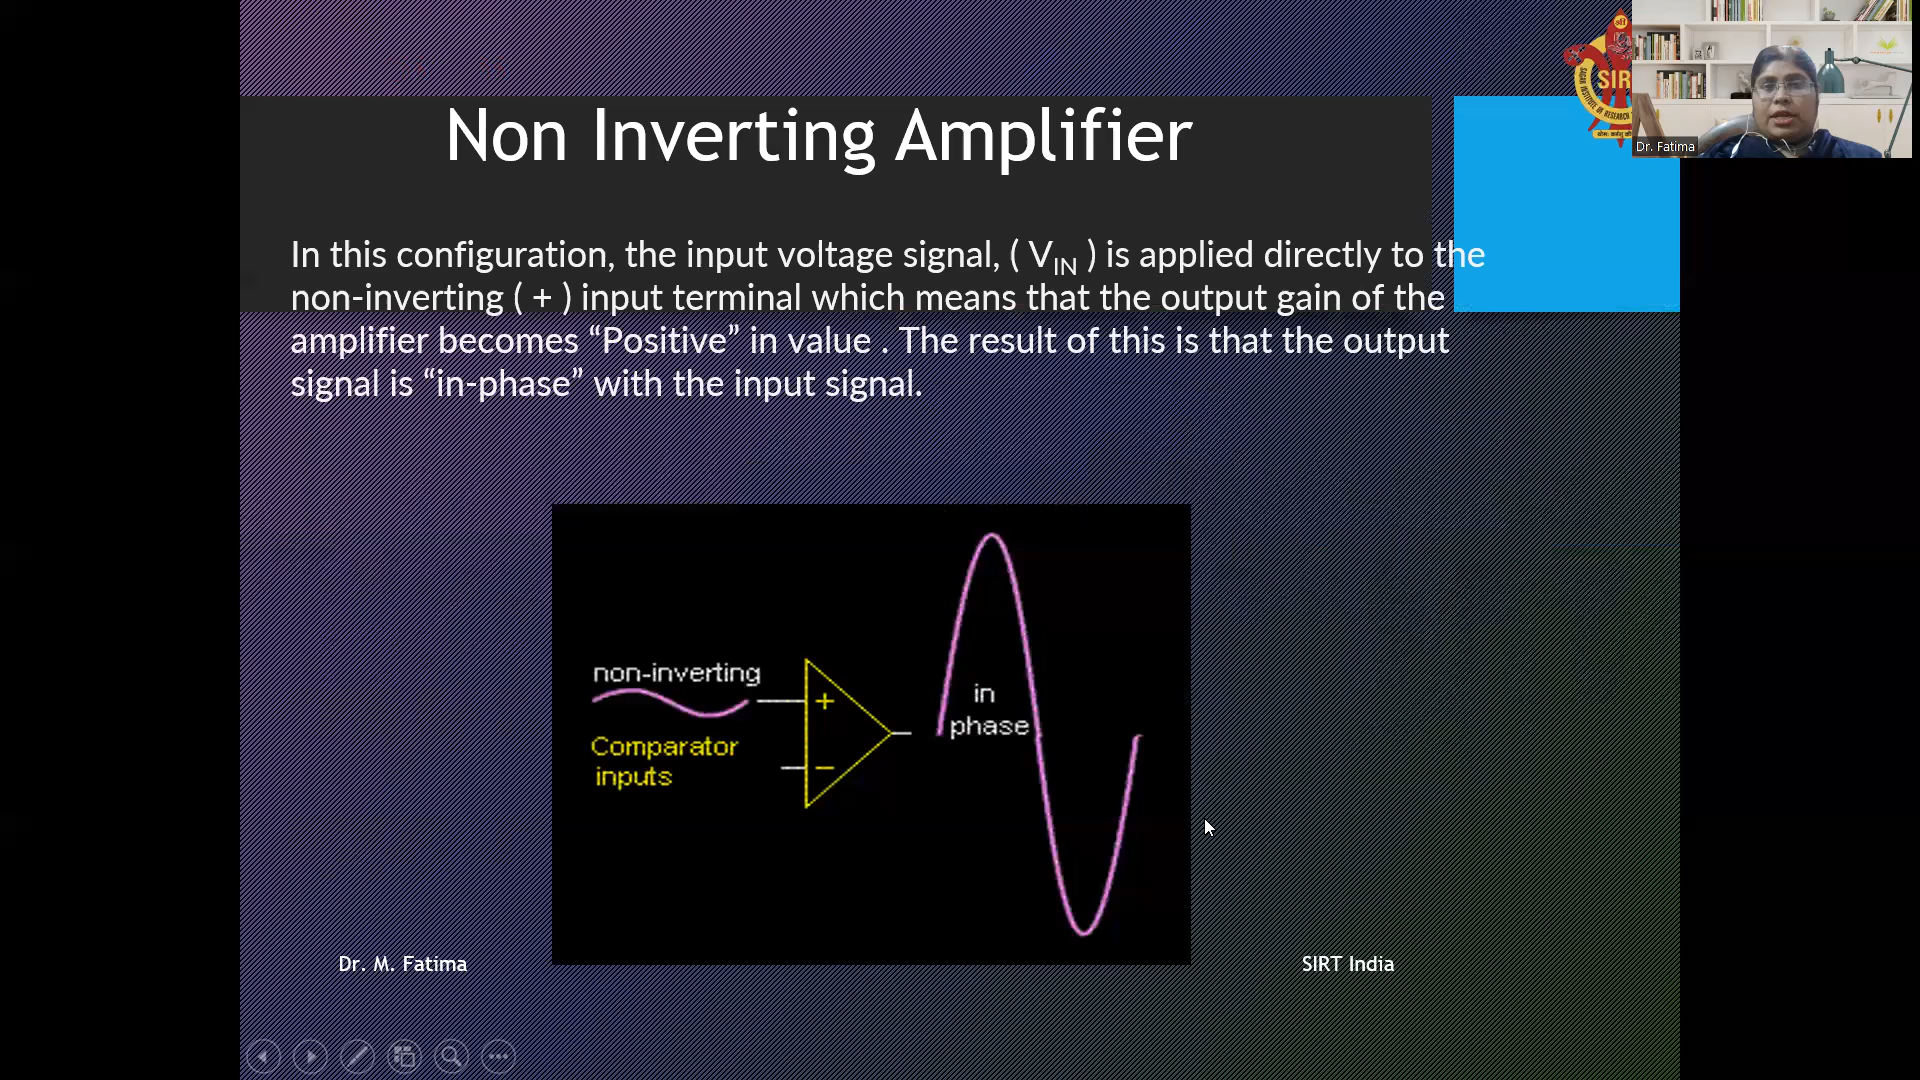 SIR
Dr. Fatima
Non Inverting Amplifier
In this configuration, the input voltage signal, ( VIN ) is applied directly to the
non-inverting ( + ) input terminal which means that the output gain of the
amplifier becomes “Positive” in value . The result of this is that the output
signal is “in-phase” with the input signal.
non-inverting
+
Comparator
inputs
−
in
phase
Dr. M. Fatima
SIRT India